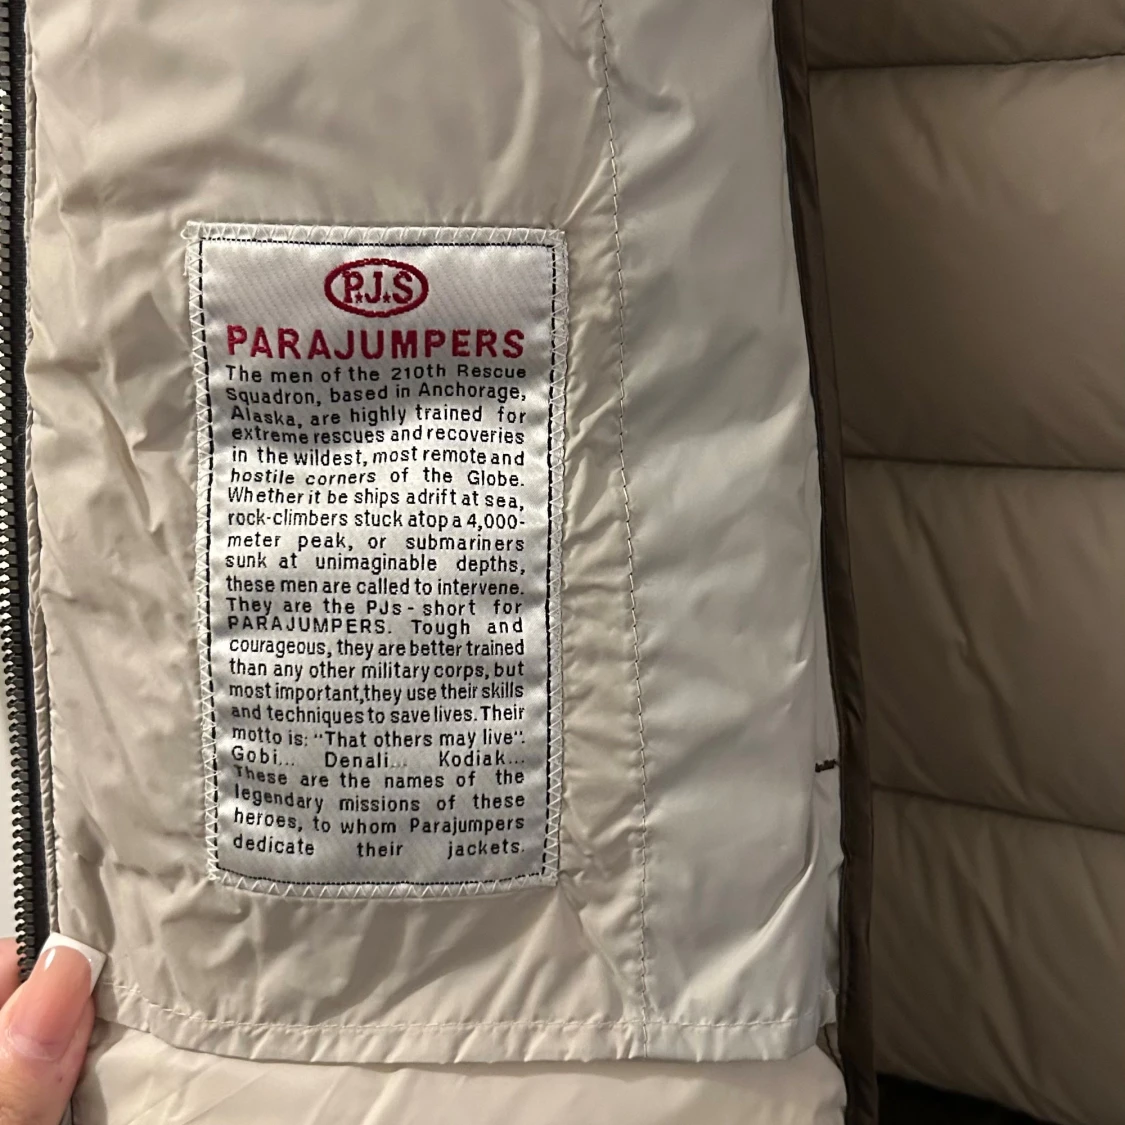 P.J.S
PARAJUMPERS
The men of the 210th Rescue
Squadron, based in Anchorage,
Alaska, are highly trained for
extreme rescues and recoveries
in the wildest, most remote and
hostile corners of the Globe.
Whether it be ships adrift at sea,
rock-climbers stuck atop a 4,000-
meter peak, or submariners
sunk at unimaginable depths,
these men are called to intervene.
They are the PJs - short for
PARAJUMPERS. Tough and
courageous, they are better trained
than any other military corps, but
most important,they use their skills
and techniques to save lives. Their
motto is: "That others may live".
Gobi... Denali... Kodiak...
These are the names of the
legendary missions of these
heroes, to whom Parajumpers
dedicate their jackets.